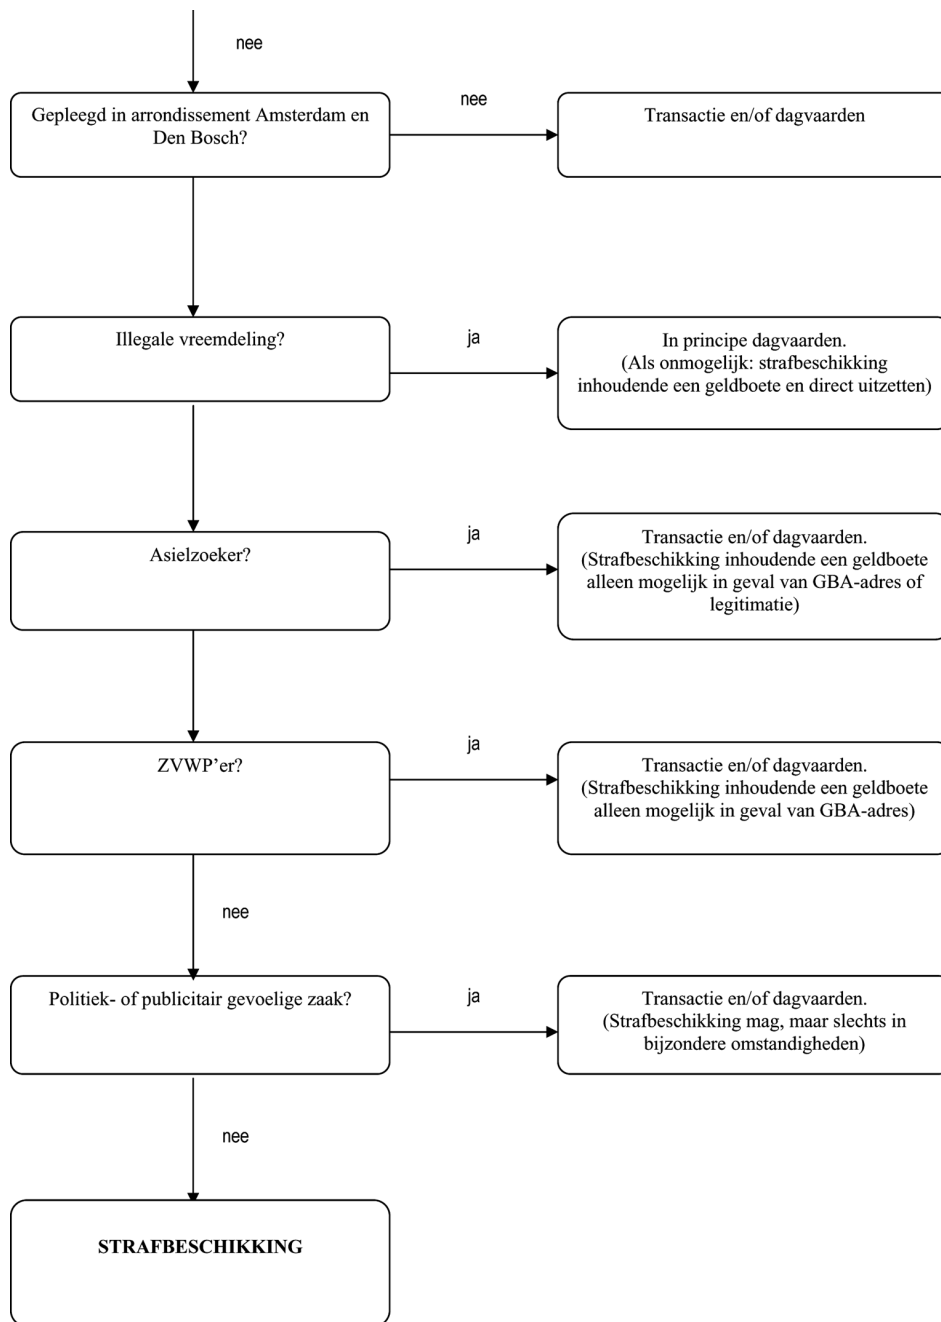 nee
Gepleegd in arrondissement Amsterdam en
Den Bosch?
nee
Transactie en/of dagvaarden
Illegale vreemdeling?
ja
In principe dagvaarden.
(Als onmogelijk: strafbeschikking
inhoudende een geldboete en direct uitzetten)
Asielzoeker?
ja
Transactie en/of dagvaarden.
(Strafbeschikking inhoudende een geldboete
alleen mogelijk in geval van GBA-adres of
legitimatie)
ZVWP’er?
ja
Transactie en/of dagvaarden.
(Strafbeschikking inhoudende een geldboete
alleen mogelijk in geval van GBA-adres)
nee
Politiek- of publicitair gevoelige zaak?
ja
Transactie en/of dagvaarden.
(Strafbeschikking mag, maar slechts in
bijzondere omstandigheden)
nee
STRAFBESCHIKKING